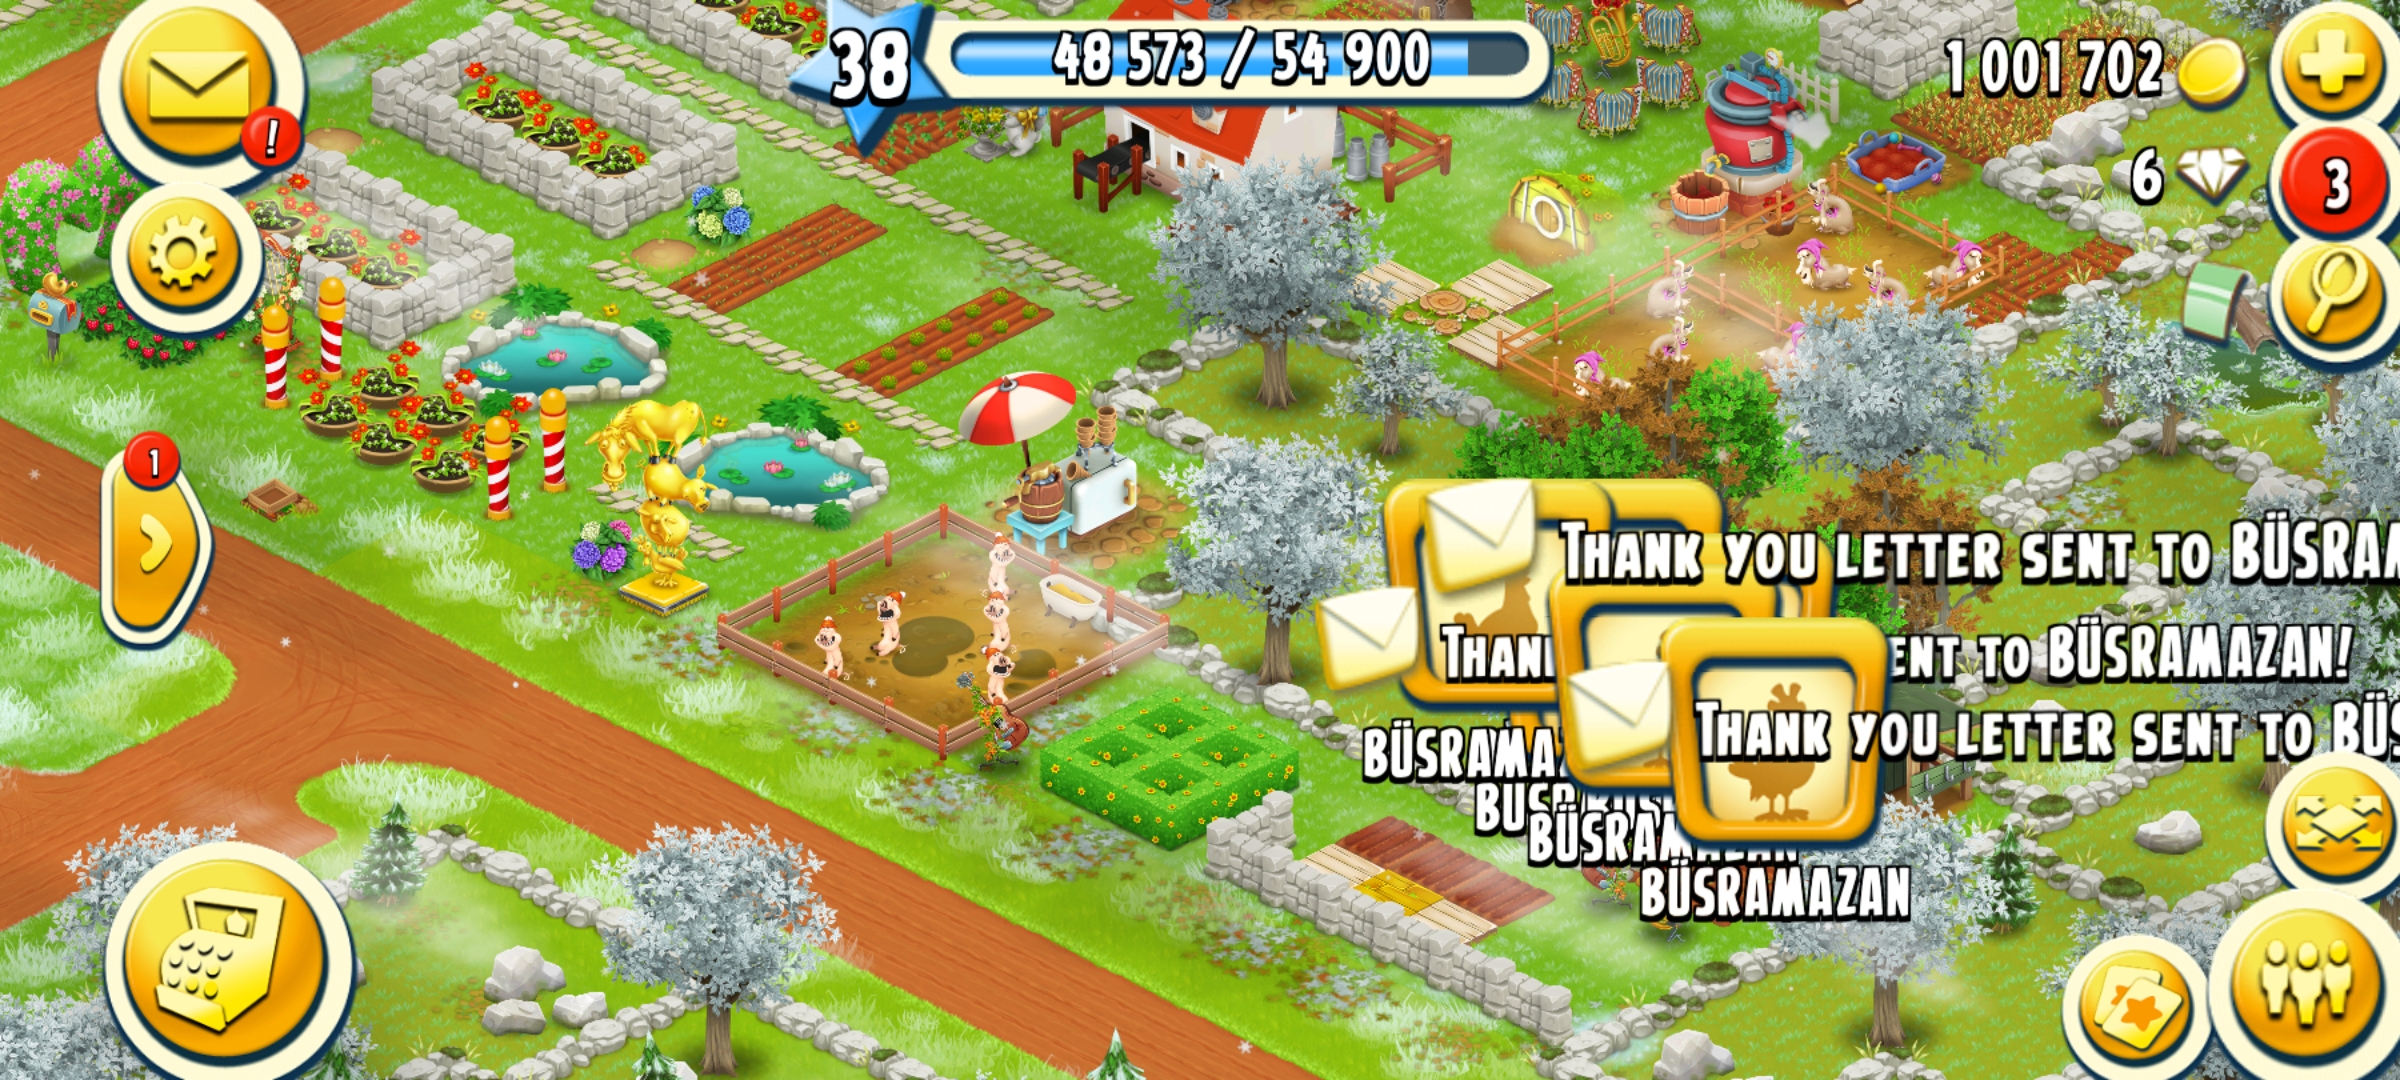 38
48 573 / 54 900
1 001 702
!
6
3
1
THANK YOU LETTER SENT TO
SENT TO BÜSRAMAZAN!
THANK YOU LETTER SENT TO
BÜSRAMAZAN